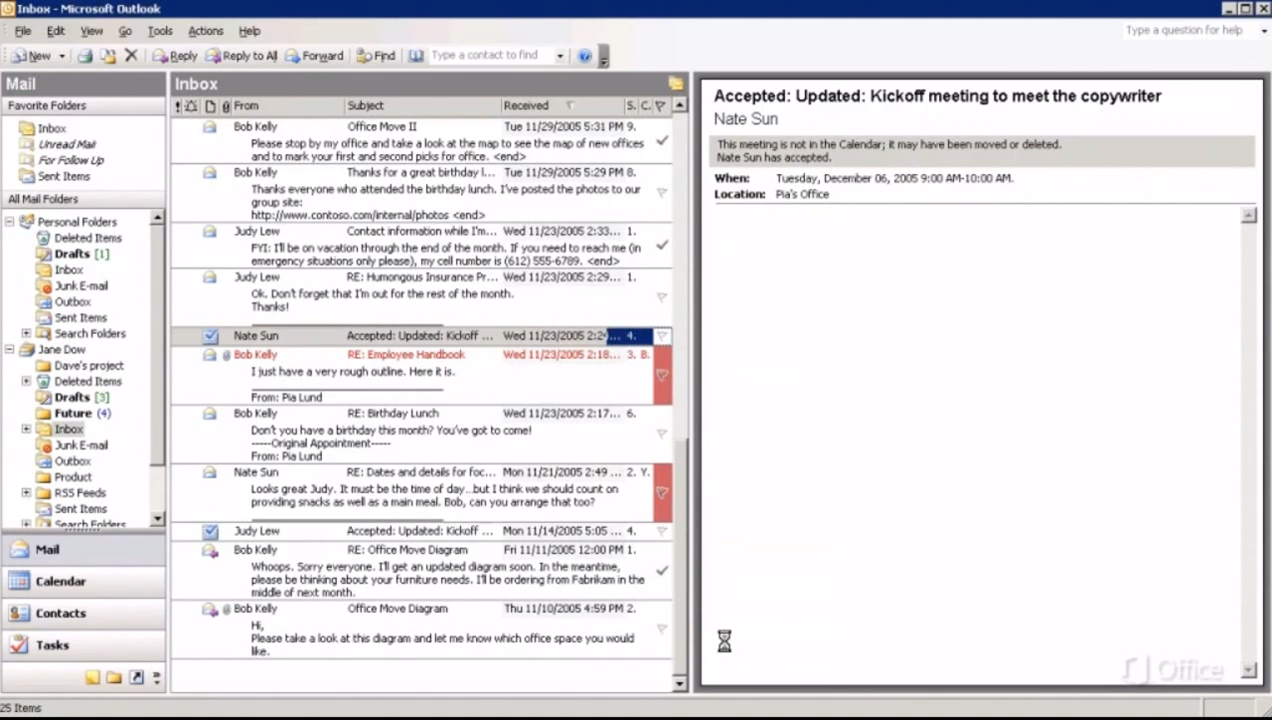 Inbox - Microsoft Outlook
File Edit View Go Tools Actions Help
Type a question for help
New Reply Reply to All Forward Find Type a contact to find
Mail
Favorite Folders
Inbox
Unread Mail
For Follow Up
Sent Items
All Mail Folders
Personal Folders
Deleted Items
Drafts [1]
Inbox
Junk E-mail
Outbox
Sent Items
Search Folders
Jane Dow
Dave's project
Deleted Items
Drafts [3]
Future (4)
Inbox
Junk E-mail
Outbox
Product
RSS Feeds
Sent Items
Search Folders
Mail
Calendar
Contacts
Tasks
25 Items
Inbox
From Subject Received S. C.
Bob Kelly Office Move II Tue 11/29/2005 5:31 PM 9.
Please stop by my office and take a look at the map to see the map of new offices
and to mark your first and second picks for office. <end>
Bob Kelly Thanks for a great birthday l... Tue 11/29/2005 5:29 PM 8.
Thanks everyone who attended the birthday lunch. I've posted the photos to our
group site:
http://www.contoso.com/internal/photos <end>
Judy Lew Contact information while I'm... Wed 11/23/2005 2:33... 1.
FYI: I'll be on vacation through the end of the month. If you need to reach me (in
emergency situations only please), my cell number is (612) 555-6789. <end>
Judy Lew RE: Humongous Insurance Pr... Wed 11/23/2005 2:29... 1.
Ok. Don't forget that I'm out for the rest of the month.
Thanks!
Nate Sun Accepted: Updated: Kickoff ... Wed 11/23/2005 2:2 ... 4.
Bob Kelly RE: Employee Handbook Wed 11/23/2005 2:18... 3. B.
I just have a very rough outline. Here it is.
From: Pia Lund
Bob Kelly RE: Birthday Lunch Wed 11/23/2005 2:17... 6.
Don't you have a birthday this month? You've got to come!
-----Original Appointment-----
From: Pia Lund
Nate Sun RE: Dates and details for foc... Mon 11/21/2005 2:49 ... 2. Y.
Looks great Judy. It must be the time of day...but I think we should count on
providing snacks as well as a main meal. Bob, can you arrange that too?
Judy Lew Accepted: Updated: Kickoff ... Mon 11/14/2005 5:05 ... 4.
Bob Kelly RE: Office Move Diagram Fri 11/11/2005 12:00 PM 1.
Whoops. Sorry everyone. I'll get an updated diagram soon. In the meantime,
please be thinking about your furniture needs. I'll be ordering from Fabrikam in the
middle of next month.
Bob Kelly Office Move Diagram Thu 11/10/2005 4:59 PM 2.
Hi,
Please take a look at this diagram and let me know which office space you would
like.
Accepted: Updated: Kickoff meeting to meet the copywriter
Nate Sun
This meeting is not in the Calendar; it may have been moved or deleted.
Nate Sun has accepted.
When: Tuesday, December 06, 2005 9:00 AM-10:00 AM.
Location: Pia's Office
Office